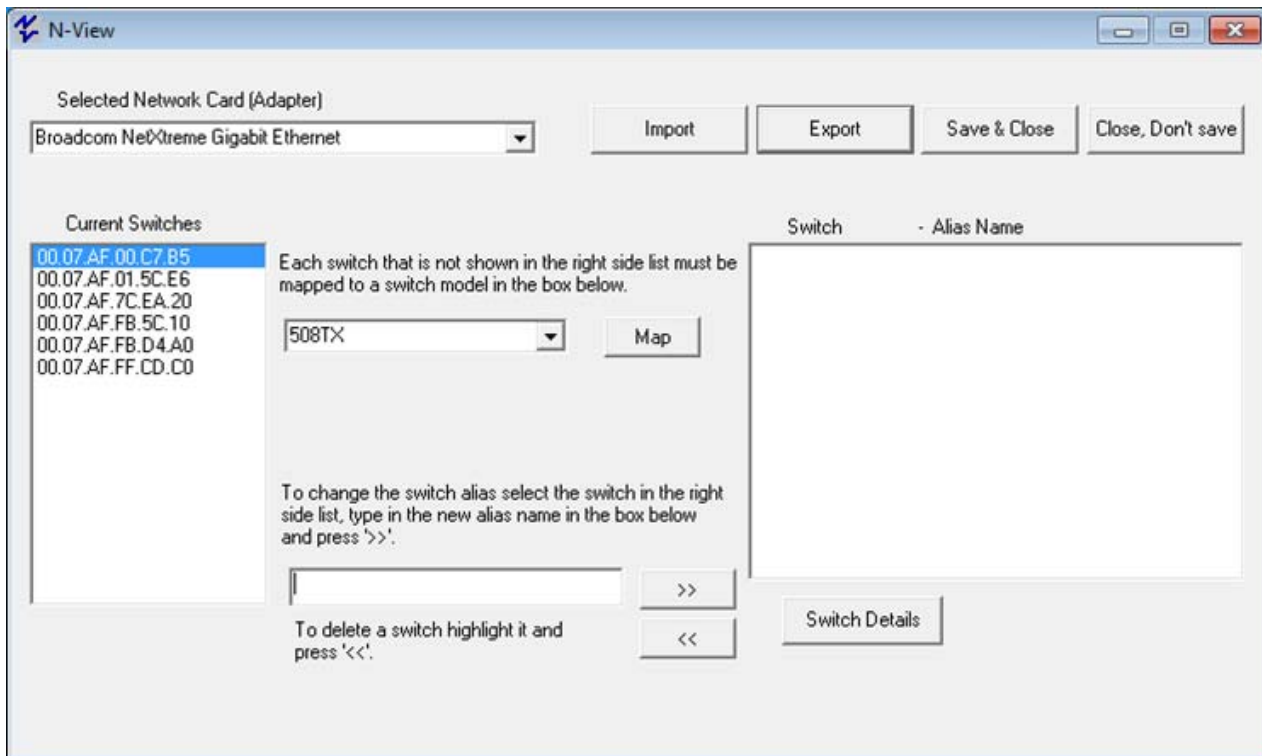 N-View
Selected Network Card (Adapter)
Broadcom NetXtreme Gigabit Ethernet
Import
Export
Save & Close
Close, Don't save
Current Switches
00.07.AF.00.C7.B5
00.07.AF.01.5C.E6
00.07.AF.7C.EA.20
00.07.AF.FB.5C.10
00.07.AF.FB.D4.A0
00.07.AF.FF.CD.C0
Each switch that is not shown in the right side list must be
mapped to a switch model in the box below.
508TX
Map
To change the switch alias select the switch in the right
side list, type in the new alias name in the box below
and press '>>'.
>>
To delete a switch highlight it and
press '<<'.
<<
Switch - Alias Name
Switch Details